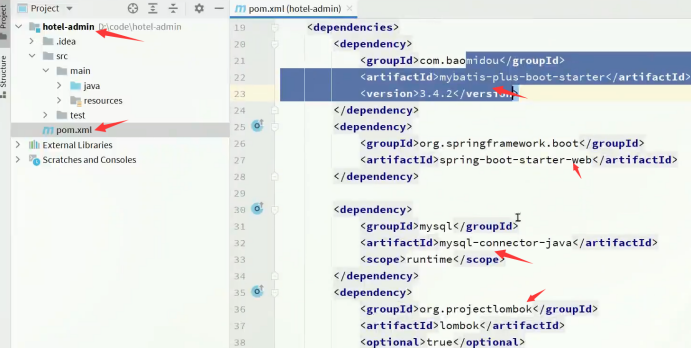 Project
pom.xml (hotel-admin)
Project
Structure
hotel-admin D:\code\hotel-admin
.idea
src
main
java
resources
test
pom.xml
External Libraries
Scratches and Consoles
19 <dependencies>
20 <dependency>
21 <groupId>com.baomidou</groupId>
22 <artifactId>mybatis-plus-boot-starter</artifactId>
23 <version>3.4.2</version>
24 </dependency>
25 <dependency>
26 <groupId>org.springframework.boot</groupId>
27 <artifactId>spring-boot-starter-web</artifactId>
28 </dependency>
29
30 <dependency>
31 <groupId>mysql</groupId>
32 <artifactId>mysql-connector-java</artifactId>
33 <scope>runtime</scope>
34 </dependency>
35 <dependency>
36 <groupId>org.projectlombok</groupId>
37 <artifactId>lombok</artifactId>
38 <optional>true</optional>